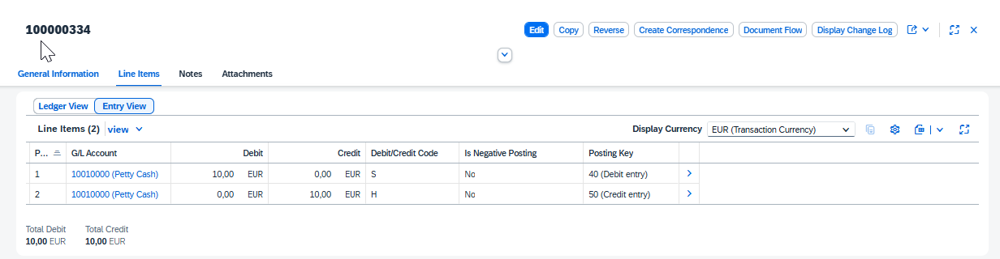 100000334 Edit Copy Reverse Create Correspondence Document Flow Display Change Log
General Information Line Items Notes Attachments
Ledger View Entry View
Line Items (2) view Display Currency EUR (Transaction Currency)
P... G/L Account Debit Credit Debit/Credit Code Is Negative Posting Posting Key
1 10010000 (Petty Cash) 10,00 EUR 0,00 EUR S No 40 (Debit entry)
2 10010000 (Petty Cash) 0,00 EUR 10,00 EUR H No 50 (Credit entry)
Total Debit Total Credit
10,00 EUR 10,00 EUR